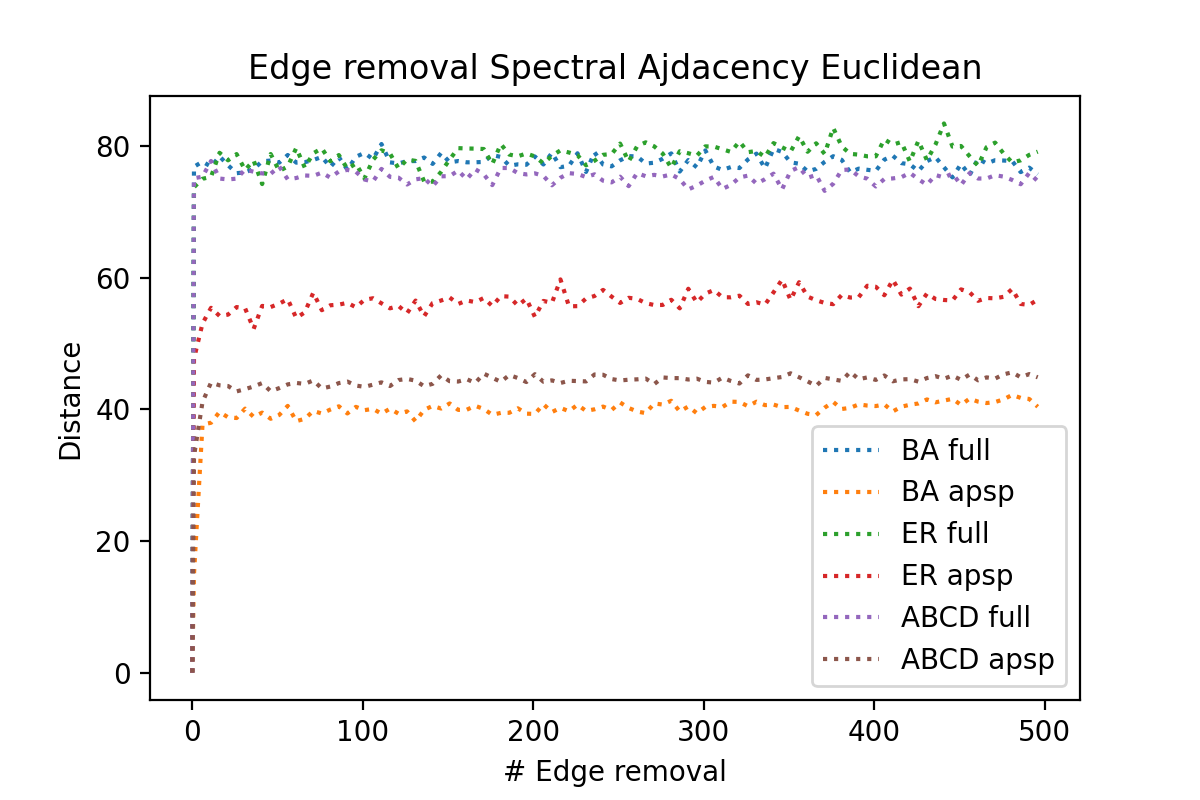 Edge removal Spectral Ajdacency Euclidean
80
60
40
20
0
Distance
BA full
BA apsp
ER full
ER apsp
ABCD full
ABCD apsp
0 100 200 300 400 500
# Edge removal